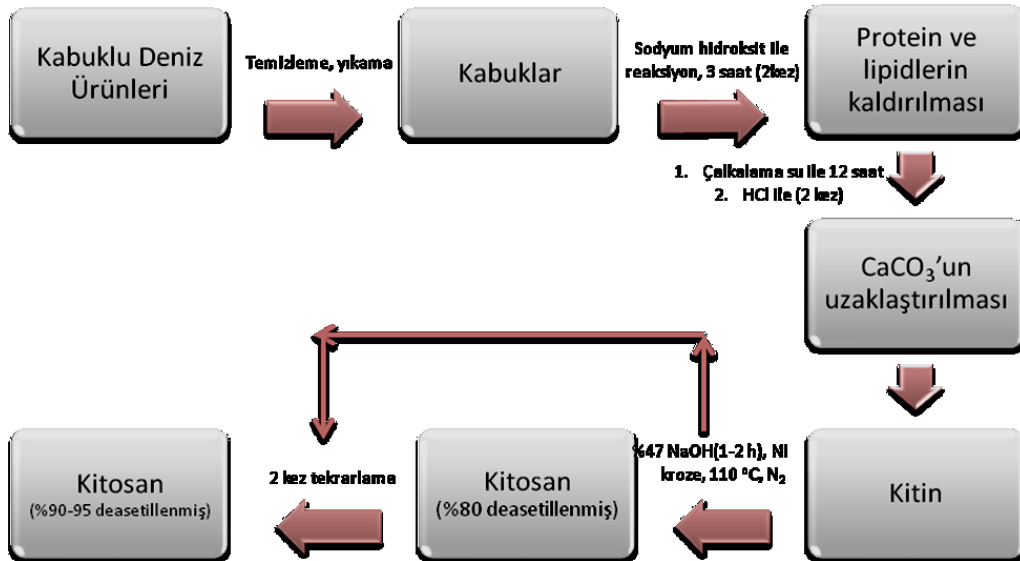 Kabuklu Deniz
Ürünleri
Temizleme, yıkama
Kabuklar
Sodyum hidroksit ile
reaksiyon, 3 saat (2kez)
Protein ve
lipidlerin
kaldırılması
1. Çalkalama su ile 12 saat
2. HCl ile (2 kez)
CaCO₃’un
uzaklaştırılması
Kitin
%47 NaOH(1-2 h), Ni
kroze, 110 ⁰C, N₂
Kitosan
(%80 deasetillenmiş)
2 kez tekrarlama
Kitosan
(%90-95 deasetillenmiş)